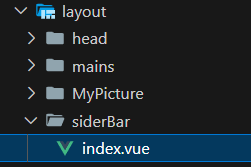 layout
head
mains
MyPicture
siderBar
index.vue